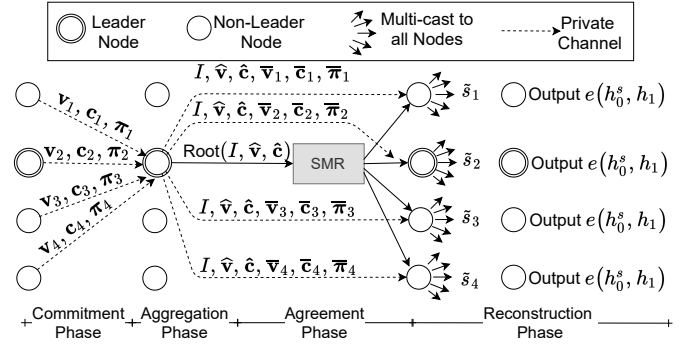 Leader Node
Non-Leader Node
Multi-cast to all Nodes
Private Channel
I, v̂, ĉ, v̅₁, c̅₁, π̅₁
v₁, c₁, π₁
s̃₁
Output e(h₀ˢ, h₁)
I, v̂, ĉ, v̅₂, c̅₂, π̅₂
v₂, c₂, π₂
Root(I, v̂, ĉ)
SMR
s̃₂
Output e(h₀ˢ, h₁)
v₃, c₃, π₃
I, v̂, ĉ, v̅₃, c̅₃, π̅₃
s̃₃
Output e(h₀ˢ, h₁)
v₄, c₄, π₄
I, v̂, ĉ, v̅₄, c̅₄, π̅₄
s̃₄
Output e(h₀ˢ, h₁)
Commitment Phase
Aggregation Phase
Agreement Phase
Reconstruction Phase